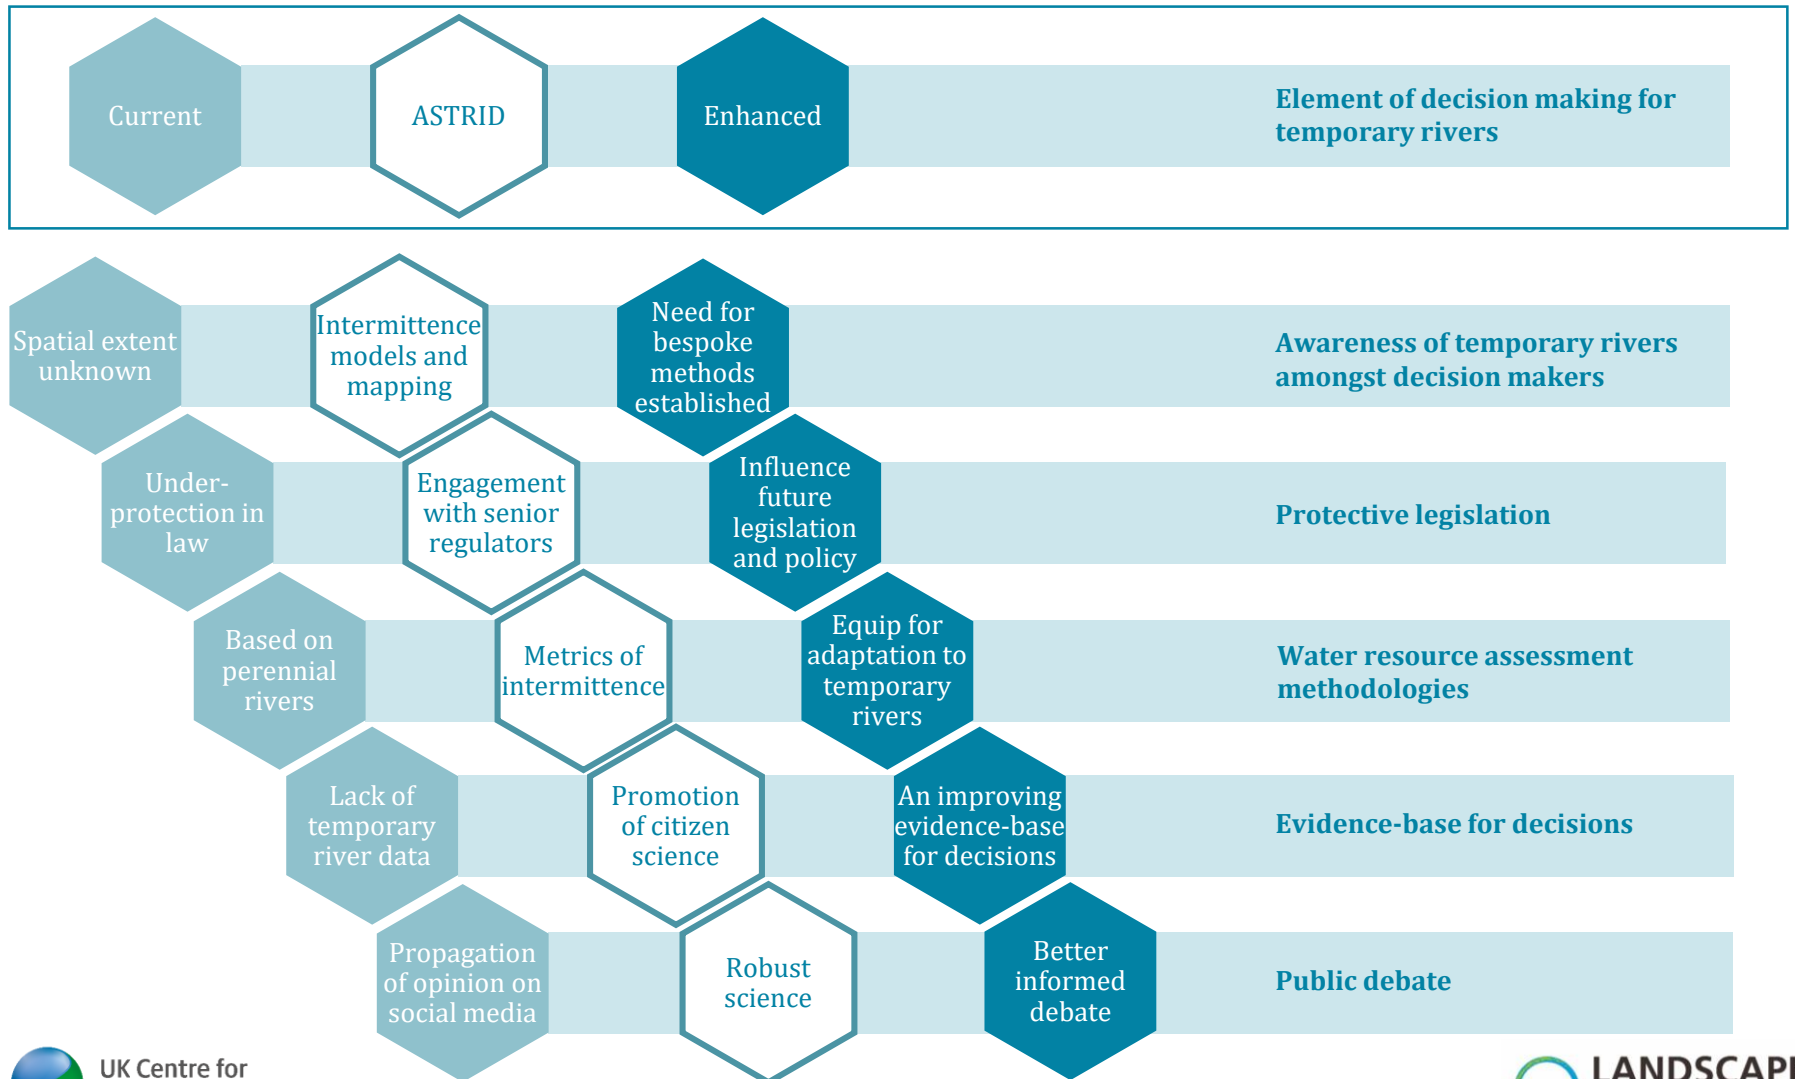 Current
ASTRID
Enhanced
Element of decision making for
temporary rivers
Spatial extent
unknown
Intermittence
models and
mapping
Need for
bespoke
methods
established
Awareness of temporary rivers
amongst decision makers
Under-
protection in
law
Engagement
with senior
regulators
Influence
future
legislation
and policy
Protective legislation
Based on
perennial
rivers
Metrics of
intermittence
Equip for
adaptation to
temporary
rivers
Water resource assessment
methodologies
Lack of
temporary
river data
Promotion
of citizen
science
An improving
evidence-base
for decisions
Evidence-base for decisions
Propagation
of opinion on
social media
Robust
science
Better
informed
debate
Public debate
UK Centre for
LANDSCAPE